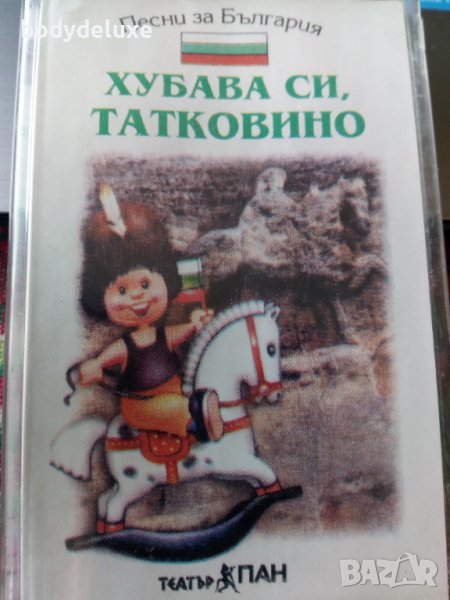 bodydeluxe
Песни за България
ХУБАВА СИ,
ТАТКОВИНО
ТЕАТЪР ПАН
BAZAR